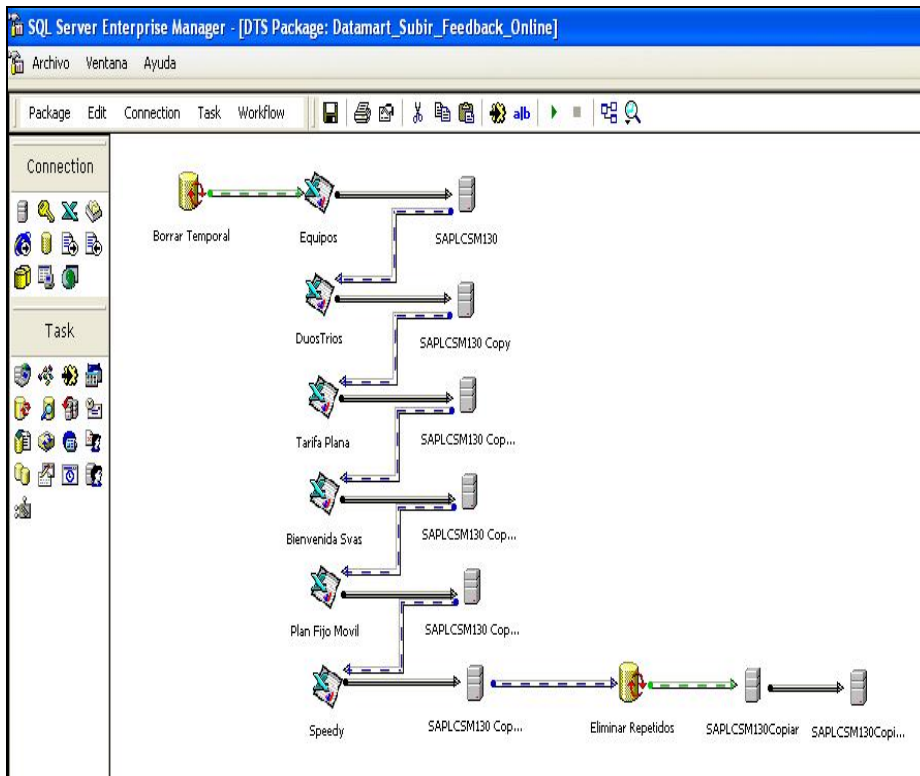 SQL Server Enterprise Manager - [DTS Package: Datamart_Subir_Feedback_Online]
Archivo Ventana Ayuda
Package Edit Connection Task Workflow a|b
Connection
Task
Borrar Temporal
Equipos
SAPLCSM130
DuosTrios
SAPLCSM130 Copy
Tarifa Plana
SAPLCSM130 Cop...
Bienvenida Svas
SAPLCSM130 Cop...
Plan Fijo Movil
SAPLCSM130 Cop...
Speedy
SAPLCSM130 Cop...
Eliminar Repetidos
SAPLCSM130Copiar
SAPLCSM130Copi...